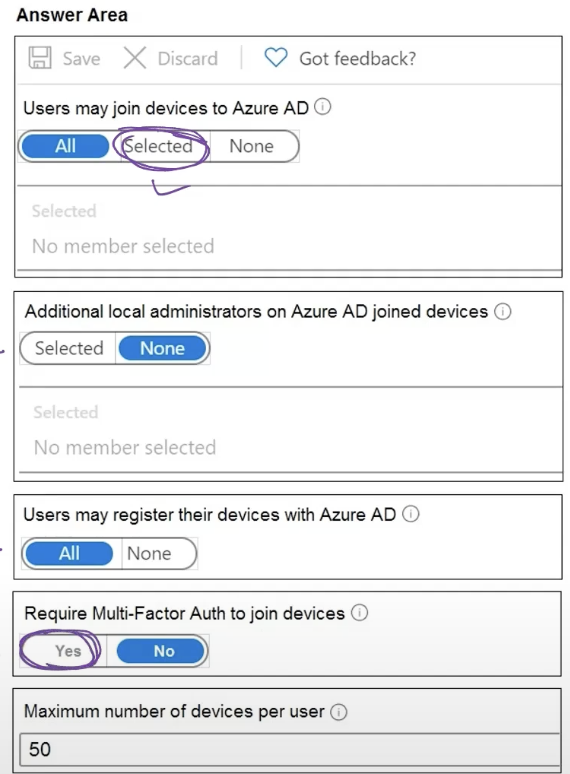 Answer Area
Save Discard Got feedback?
Users may join devices to Azure AD
All Selected None
Selected
No member selected
Additional local administrators on Azure AD joined devices
Selected None
Selected
No member selected
Users may register their devices with Azure AD
All None
Require Multi-Factor Auth to join devices
Yes No
Maximum number of devices per user
50